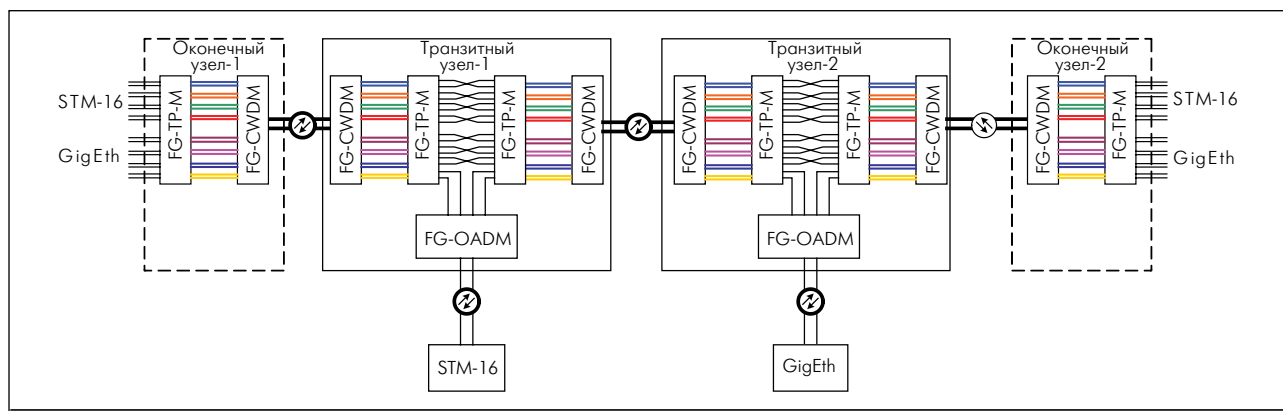 Оконечный
узел-1
Транзитный
узел-1
Транзитный
узел-2
Оконечный
узел-2
STM-16
GigEth
FG-TP-M
FG-CWDM
FG-CWDM
FG-TP-M
FG-TP-M
FG-CWDM
FG-CWDM
FG-TP-M
FG-TP-M
FG-CWDM
FG-CWDM
FG-TP-M
STM-16
GigEth
FG-OADM
FG-OADM
STM-16
GigEth